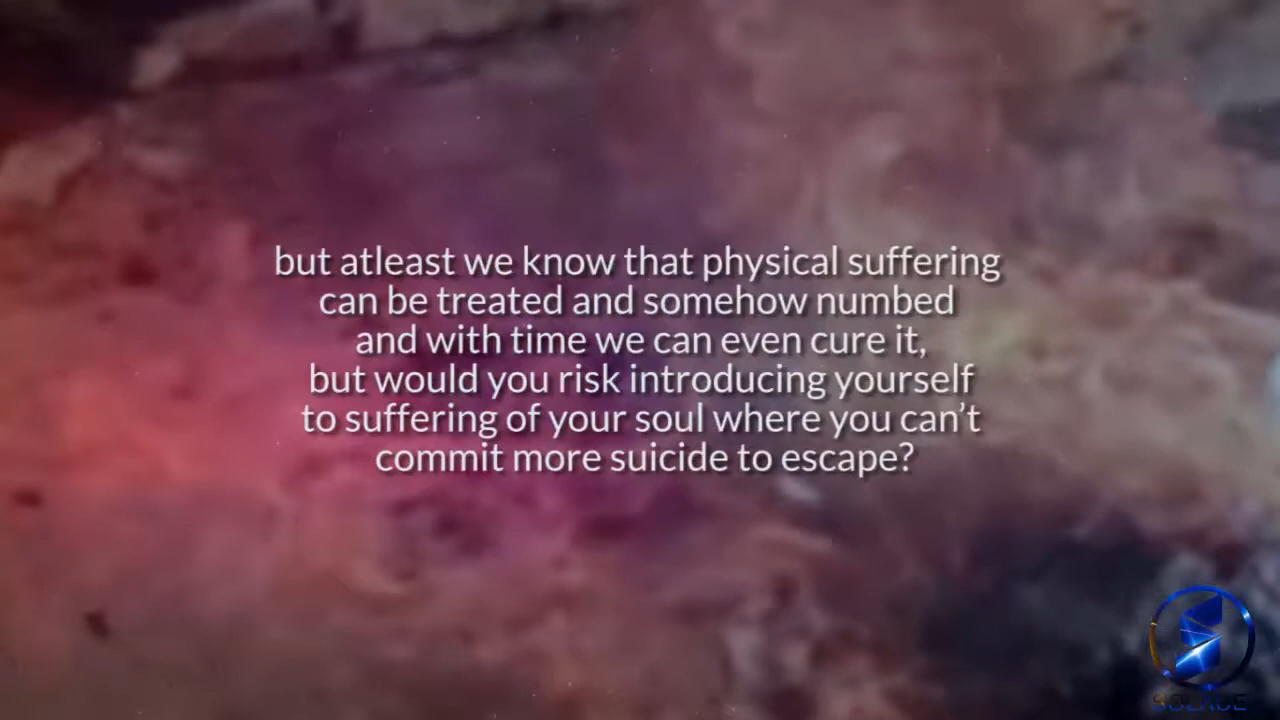 but atleast we know that physical suffering
can be treated and somehow numbed
and with time we can even cure it,
but would you risk introducing yourself
to suffering of your soul where you can’t
commit more suicide to escape?
SOLACE